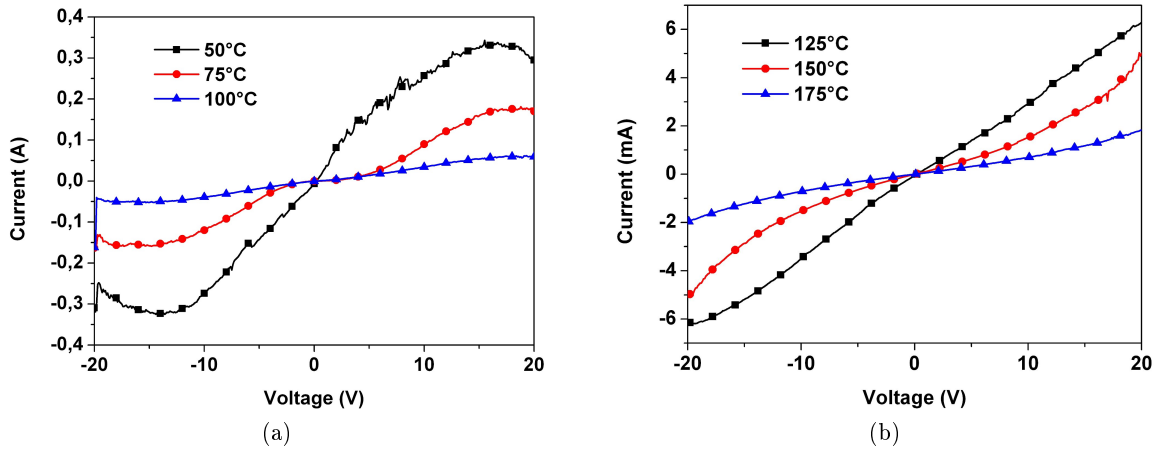 0,4
0,3
0,2
0,1
0,0
-0,1
-0,2
-0,3
-0,4
Current (A)
50°C
75°C
100°C
-20 -10 0 10 20
Voltage (V)
(a)
6
4
2
0
-2
-4
-6
Current (mA)
125°C
150°C
175°C
-20 -10 0 10 20
Voltage (V)
(b)